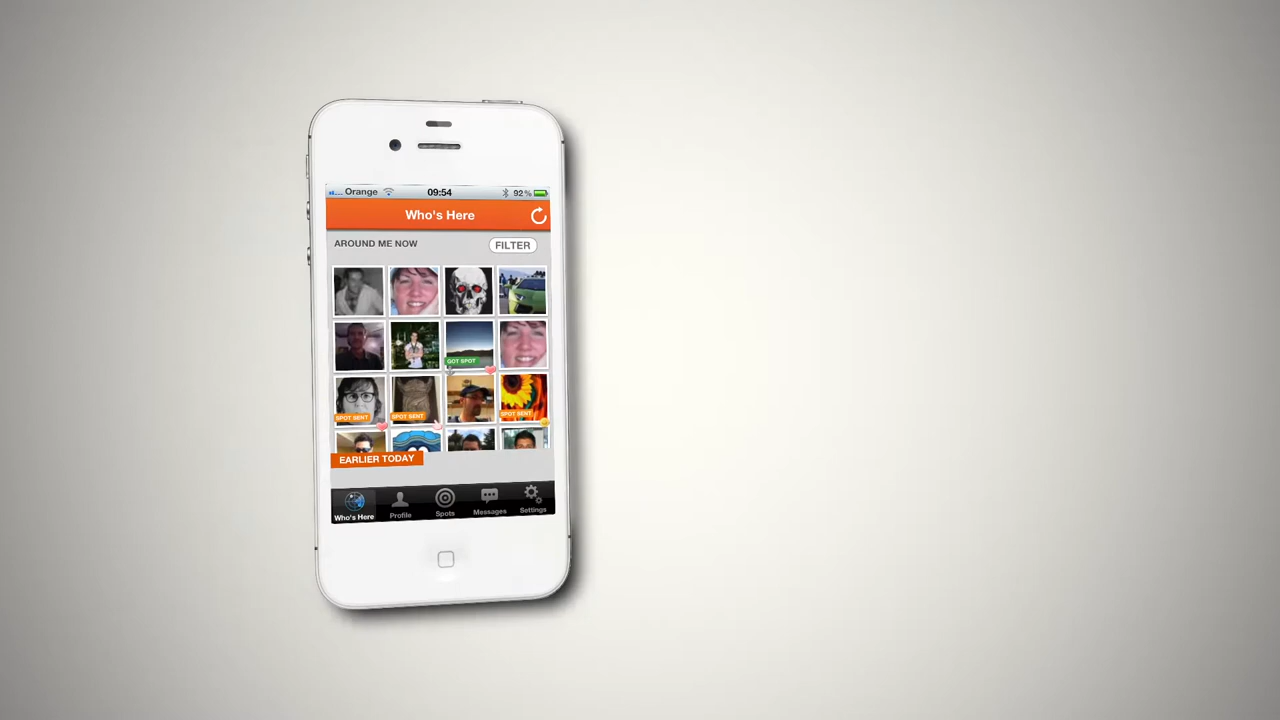 Orange 09:54 92%
Who's Here
AROUND ME NOW FILTER
GOT SPOT
SPOT SENT SPOT SENT SPOT SENT
EARLIER TODAY
Who's Here Profile Spots Messages Settings